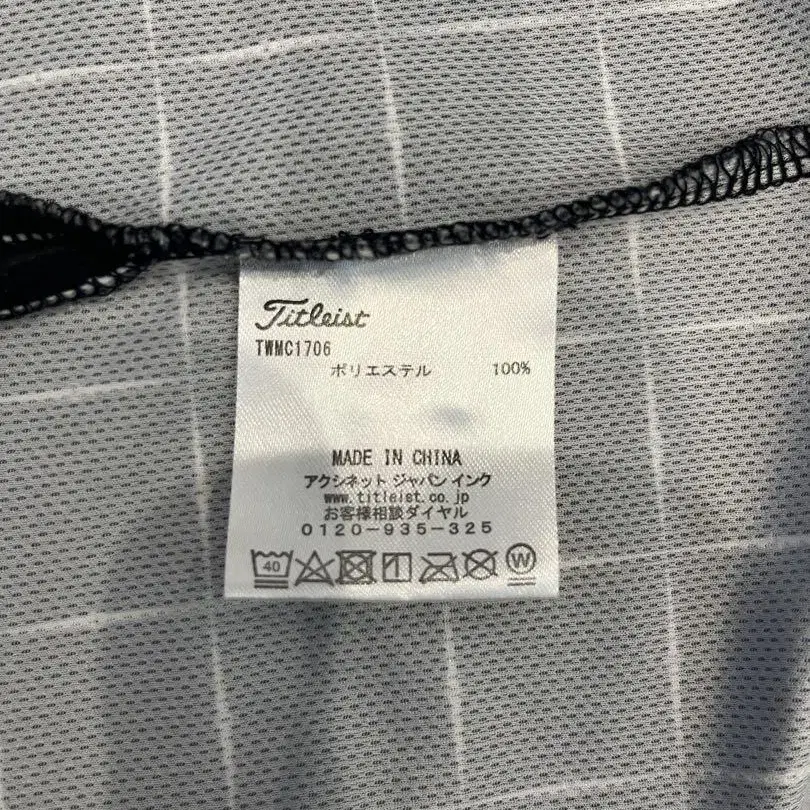 Titleist
TWMC1706
ポリエステル 100%
MADE IN CHINA
アクシネット ジャパン インク
www.titleist.co.jp
お客様相談ダイヤル
0120-935-325
40 W